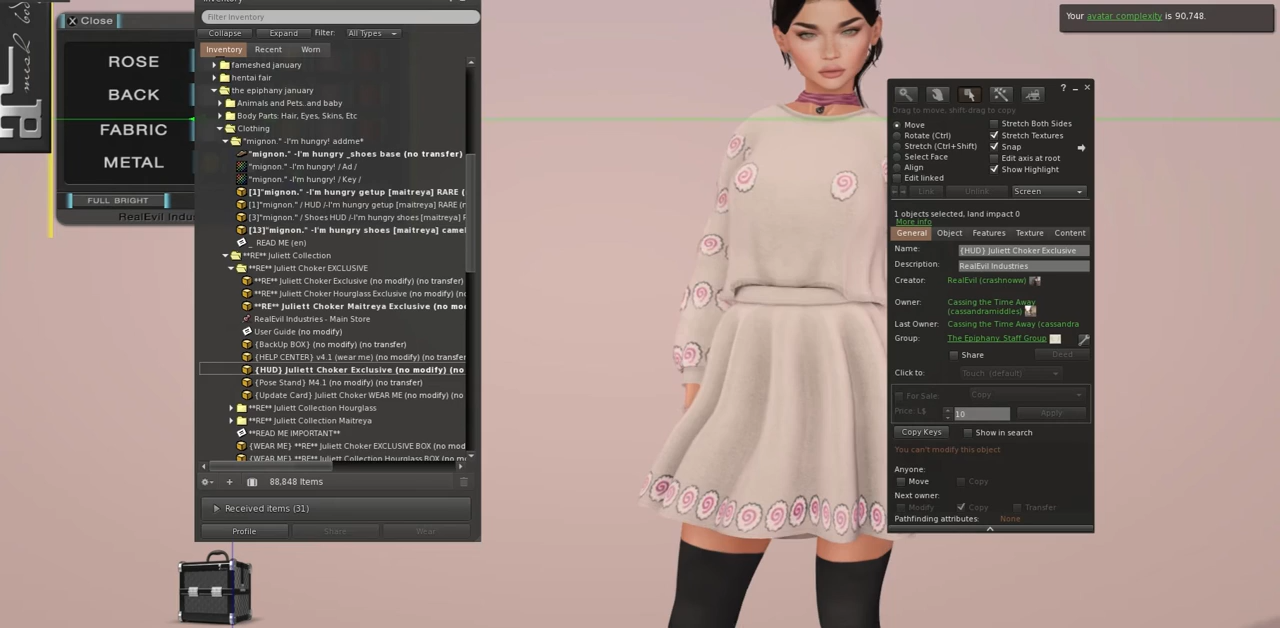 Your avatar complexity is 90,748.
X Close
ROSE
BACK
FABRIC
METAL
FULL BRIGHT
RealEvil Indus
mesh
Inventory
Filter Inventory
Collapse Expand Filter: All Types
Inventory Recent Worn
fameshed january
hentai fair
the epiphany january
Animals and Pets..and baby
Body Parts: Hair, Eyes, Skins, Etc
Clothing
"mignon." -I'm hungry! addme*
"mignon." -I'm hungry _shoes base (no transfer)
"mignon." -I'm hungry! / Ad /
"mignon." -I'm hungry! / Key /
[1]"mignon." -I'm hungry getup [maitreya] RARE (
[1]"mignon." / HUD /-I'm hungry getup [maitreya] R
[3]"mignon." / Shoes HUD /-I'm hungry shoes [maitreya] F
[13]"mignon." -I'm hungry shoes [maitreya] camel
_ READ ME (en)
**RE** Juliett Collection
**RE** Juliett Choker EXCLUSIVE
**RE** Juliett Choker Exclusive (no modify) (no transfer)
**RE** Juliett Choker Hourglass Exclusive (no modify) (no
**RE** Juliett Choker Maitreya Exclusive (no mo
RealEvil Industries - Main Store
User Guide (no modify)
{BackUp BOX} (no modify) (no transfer)
{HELP CENTER} v4.1 (wear me) (no modify) (no transfer
{HUD} Juliett Choker Exclusive (no modify) (no
{Pose Stand} M4.1 (no modify) (no transfer)
{Update Card} Juliett Choker WEAR ME (no modify) (no
**RE** Juliett Collection Hourglass
**RE** Juliett Collection Maitreya
**READ ME IMPORTANT**
{WEAR ME} **RE** Juliett Choker EXCLUSIVE BOX (no mod
{WEAR ME} **RE** Juliett Collection Hourglass BOX (no m
88,848 Items
Received items (31)
Profile Share Wear
? – ×
Drag to move, shift-drag to copy
Move
Rotate (Ctrl)
Stretch (Ctrl+Shift)
Select Face
Align
Edit linked
Stretch Both Sides
Stretch Textures
Snap
Edit axis at root
Show Highlight
Link Unlink Screen
1 objects selected, land impact 0
More info
General Object Features Texture Content
Name: {HUD} Juliett Choker Exclusive
Description: RealEvil Industries
Creator: RealEvil (crashnoww)
Owner: Cassing the Time Away
(cassandramiddles)
Last Owner: Cassing the Time Away (cassandra
Group: The Epiphany Staff Group
Share Deed
Click to: Touch (default)
For Sale: Copy
Price: L$ 10 Apply
Copy Keys Show in search
You can't modify this object
Anyone:
Move Copy
Next owner:
Modify Copy Transfer
Pathfinding attributes: None